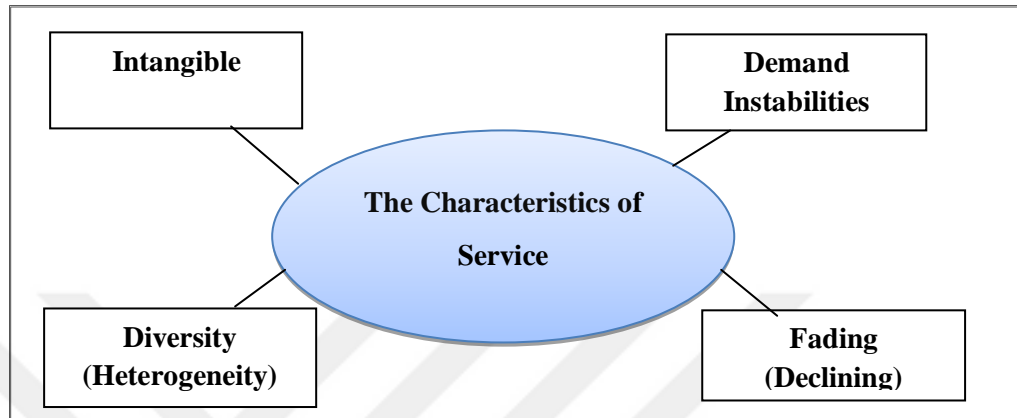 Intangible
Demand
Instabilities
The Characteristics of
Service
Diversity
(Heterogeneity)
Fading
(Declining)